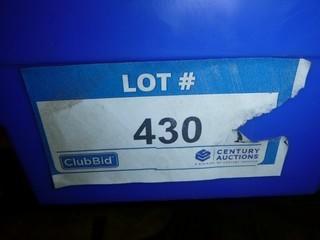 LOT #
430
ClubBid
CENTURY
AUCTIONS